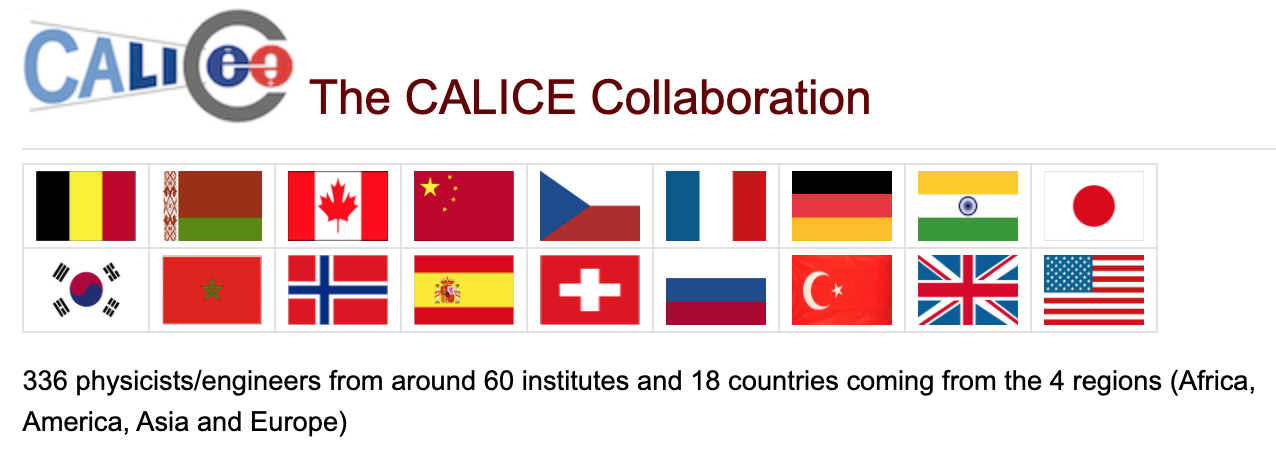 CALICE
The CALICE Collaboration
336 physicists/engineers from around 60 institutes and 18 countries coming from the 4 regions (Africa,
America, Asia and Europe)